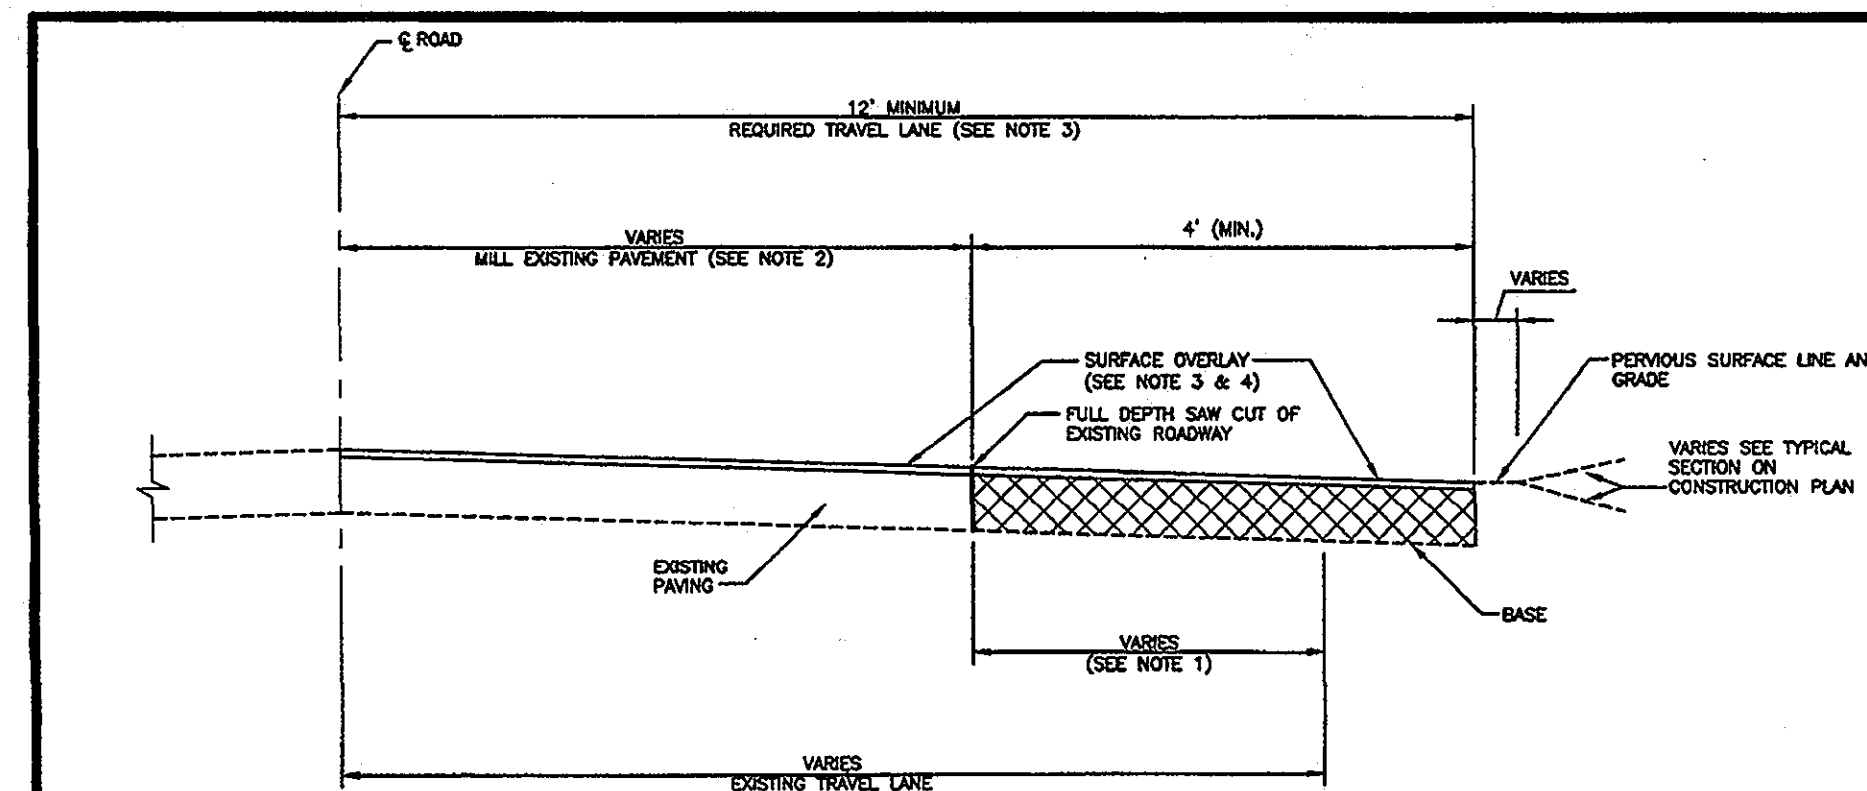 ℄ ROAD
12' MINIMUM
REQUIRED TRAVEL LANE (SEE NOTE 3)
VARIES
MILL EXISTING PAVEMENT (SEE NOTE 2)
4' (MIN.)
VARIES
SURFACE OVERLAY
(SEE NOTE 3 & 4)
PERVIOUS SURFACE LINE AN
GRADE
FULL DEPTH SAW CUT OF
EXISTING ROADWAY
VARIES SEE TYPICAL
SECTION ON
CONSTRUCTION PLAN
EXISTING
PAVING
BASE
VARIES
(SEE NOTE 1)
VARIES
EXISTING TRAVEL LANE